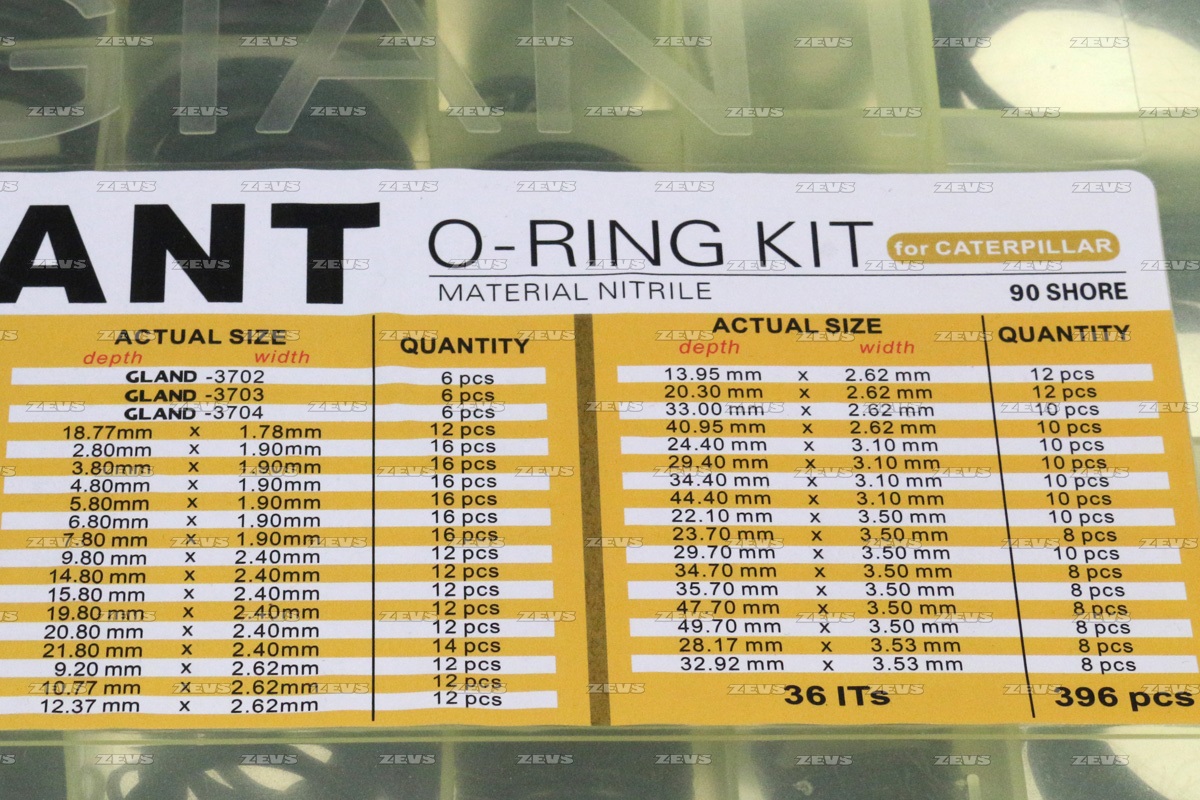 GIANT
ANT
O-RING KIT for CATERPILLAR
MATERIAL NITRILE 90 SHORE
ACTUAL SIZE QUANTITY
depth width
GLAND -3702 6 pcs
GLAND -3703 6 pcs
GLAND -3704 6 pcs
18.77mm x 1.78mm 12 pcs
2.80mm x 1.90mm 16 pcs
3.80mm x 1.90mm 16 pcs
4.80mm x 1.90mm 16 pcs
5.80mm x 1.90mm 16 pcs
6.80mm x 1.90mm 16 pcs
7.80 mm x 1.90mm 16 pcs
9.80 mm x 2.40mm 12 pcs
14.80 mm x 2.40mm 12 pcs
15.80 mm x 2.40mm 12 pcs
19.80 mm x 2.40mm 12 pcs
20.80 mm x 2.40mm 12 pcs
21.80 mm x 2.40mm 14 pcs
9.20 mm x 2.62mm 12 pcs
10.77 mm x 2.62mm 12 pcs
12.37 mm x 2.62mm 12 pcs
ACTUAL SIZE QUANTITY
depth width
13.95 mm x 2.62 mm 12 pcs
20.30 mm x 2.62 mm 12 pcs
33.00 mm x 2.62 mm 10 pcs
40.95 mm x 2.62 mm 10 pcs
24.40 mm x 3.10 mm 10 pcs
29.40 mm x 3.10 mm 10 pcs
34.40 mm x 3.10 mm 10 pcs
44.40 mm x 3.10 mm 10 pcs
22.10 mm x 3.50 mm 10 pcs
23.70 mm x 3.50 mm 8 pcs
29.70 mm x 3.50 mm 10 pcs
34.70 mm x 3.50 mm 8 pcs
35.70 mm x 3.50 mm 8 pcs
47.70 mm x 3.50 mm 8 pcs
49.70 mm x 3.50 mm 8 pcs
28.17 mm x 3.53 mm 8 pcs
32.92 mm x 3.53 mm 8 pcs
36 ITs 396 pcs
ZEVS